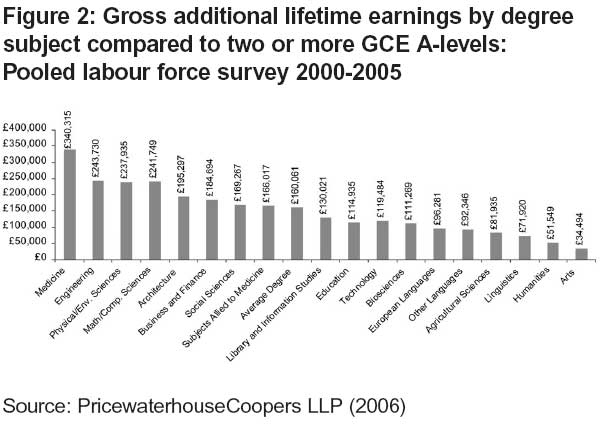 Figure 2: Gross additional lifetime earnings by degree
subject compared to two or more GCE A-levels:
Pooled labour force survey 2000-2005
£400,000
£350,000
£300,000
£250,000
£200,000
£150,000
£100,000
£50,000
£0
£340,315
£243,730
£237,935
£241,749
£195,297
£184,694
£169,267
£166,017
£160,061
£130,021
£114,935
£119,484
£111,269
£96,281
£92,346
£81,935
£71,920
£51,549
£34,494
Medicine
Engineering
Physical/Env. Sciences
Math/Comp. Sciences
Architecture
Business and Finance
Social Sciences
Subjects Allied to Medicine
Average Degree
Library and Information Studies
Education
Technology
Biosciences
European Languages
Other Languages
Agricultural Sciences
Linguistics
Humanities
Arts
Source: PricewaterhouseCoopers LLP (2006)